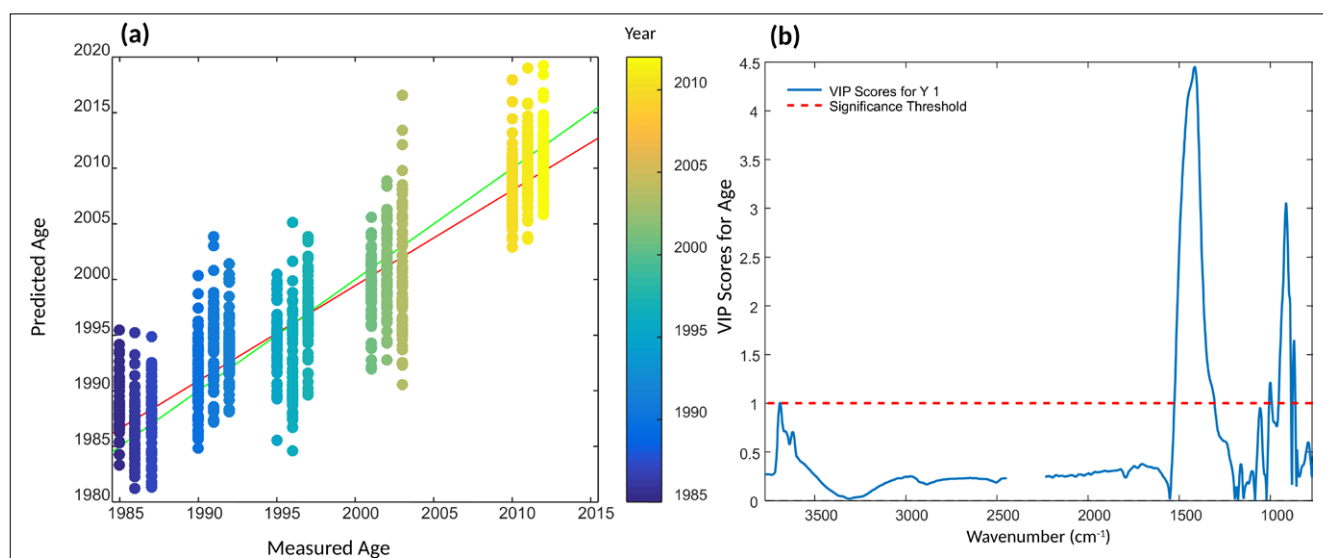 (a)
Year
Predicted Age
2020
2015
2010
2005
2000
1995
1990
1985
1980
1985 1990 1995 2000 2005 2010 2015
Measured Age
2010
2005
2000
1995
1990
1985
(b)
VIP Scores for Age
4.5
4
3.5
3
2.5
2
1.5
1
0.5
0
VIP Scores for Y 1
Significance Threshold
3500 3000 2500 2000 1500 1000
Wavenumber (cm⁻¹)